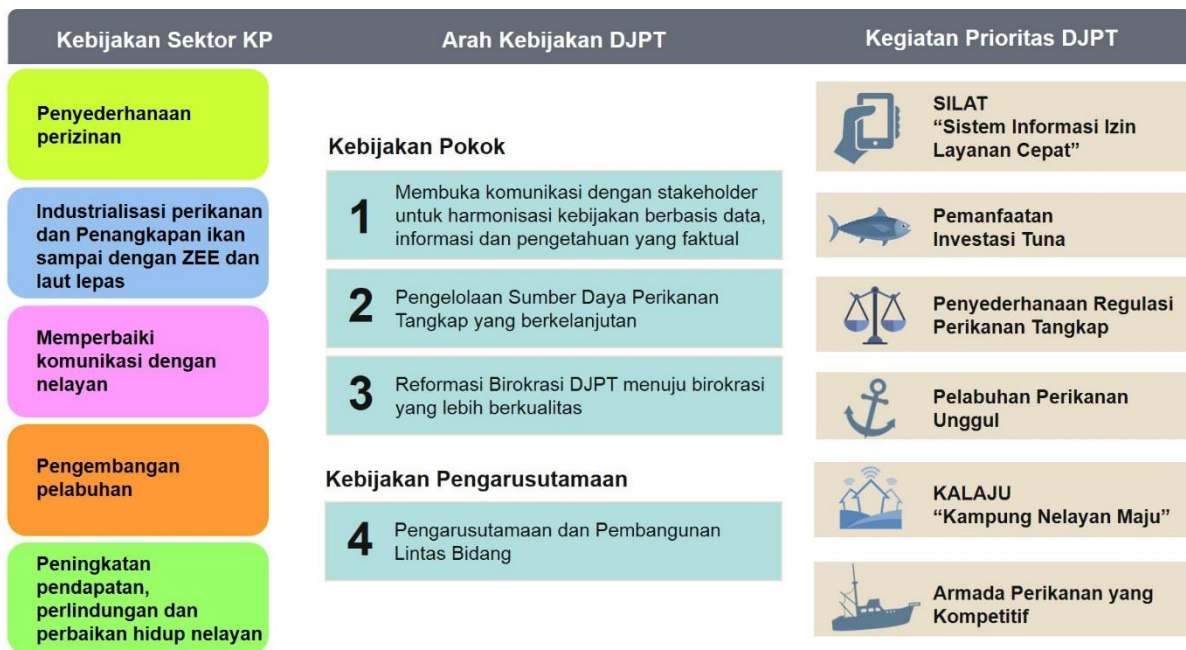 Kebijakan Sektor KP
Arah Kebijakan DJPT
Kegiatan Prioritas DJPT
Penyederhanaan
perizinan
Industrialisasi perikanan
dan Penangkapan ikan
sampai dengan ZEE dan
laut lepas
Memperbaiki
komunikasi dengan
nelayan
Pengembangan
pelabuhan
Peningkatan
pendapatan,
perlindungan dan
perbaikan hidup nelayan
Kebijakan Pokok
1
Membuka komunikasi dengan stakeholder
untuk harmonisasi kebijakan berbasis data,
informasi dan pengetahuan yang faktual
2
Pengelolaan Sumber Daya Perikanan
Tangkap yang berkelanjutan
3
Reformasi Birokrasi DJPT menuju birokrasi
yang lebih berkualitas
Kebijakan Pengarusutamaan
4
Pengarusutamaan dan Pembangunan
Lintas Bidang
SILAT
“Sistem Informasi Izin
Layanan Cepat”
Pemanfaatan
Investasi Tuna
Penyederhanaan Regulasi
Perikanan Tangkap
Pelabuhan Perikanan
Unggul
KALAJU
“Kampung Nelayan Maju”
Armada Perikanan yang
Kompetitif